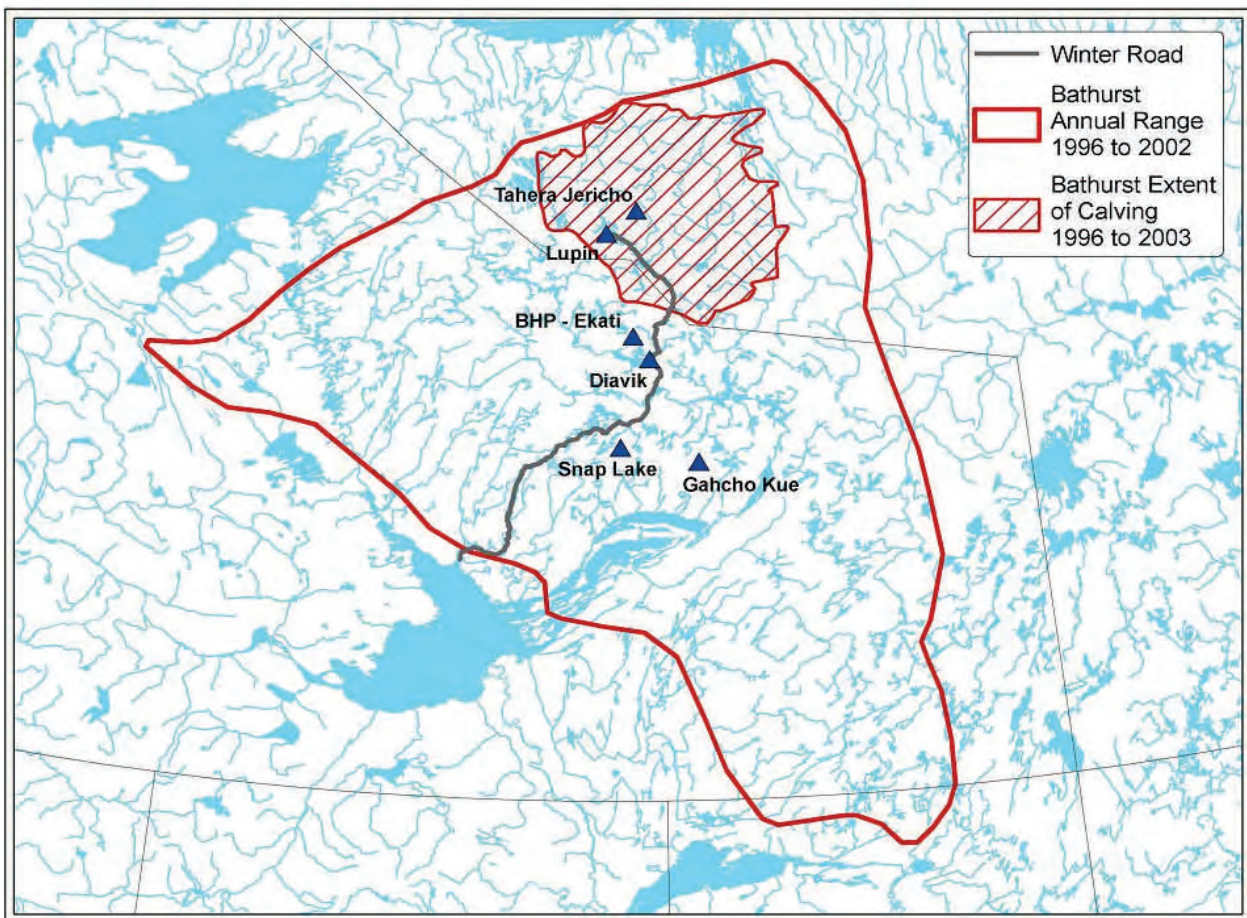 Winter Road
Bathurst
Annual Range
1996 to 2002
Bathurst Extent
of Calving
1996 to 2003
Tahera Jericho
Lupin
BHP - Ekati
Diavik
Snap Lake
Gahcho Kue